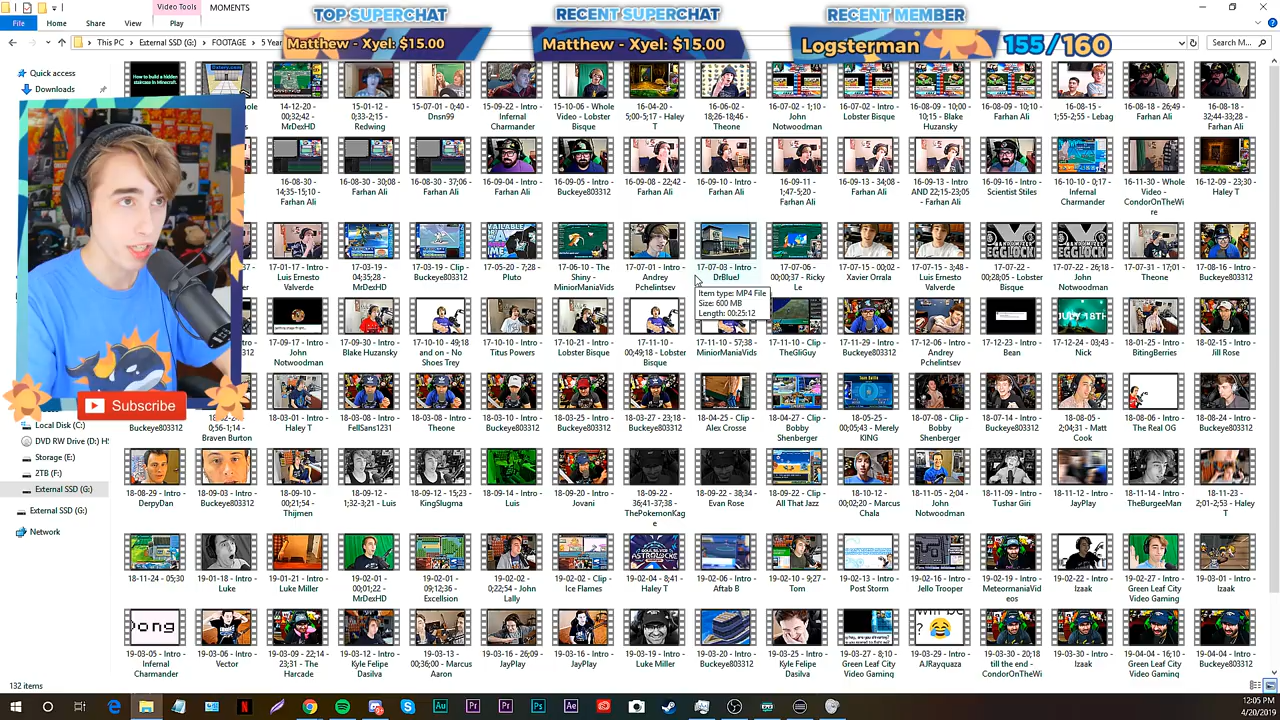 Video Tools
MOMENTS
TOP SUPERCHAT
RECENT SUPERCHAT
RECENT MEMBER
File
Home
Share
View
Play
Matthew - Xyel: $15.00
Matthew - Xyel: $15.00
Logsterman
155/160
This PC
External SSD (G:)
FOOTAGE
5 Year
Search M...
Quick access
Downloads
How to build a hidden staircase in Minecraft.
14-12-20 - 00;32;42 - MrDexHD
15-01-12 - 0;33-2;15 - Redwing
15-07-01 - 0;40 - Dnsn99
15-09-22 - Intro - Infernal Charmander
15-10-06 - Whole Video - Lobster Bisque
16-04-20 - 5;00-5;17 - Haley T
16-06-02 - 18;26-18;46 - Theone
16-07-02 - 1;10 - John Notwoodman
16-07-02 - Intro - Lobster Bisque
16-08-09 - 10;00 10;15 - Blake Huzansky
16-08-09 - Intro - Farhan Ali
16-08-15 - 1;55-2;55 - Lebag
16-08-18 - 26;49 - Farhan Ali
16-08-18 - 32;44-33;28 - Farhan Ali
16-08-30 - 14;35-15;10 - Farhan Ali
16-08-30 - 30;08 - Farhan Ali
16-08-30 - 37;06 - Farhan Ali
16-09-04 - Intro - Farhan Ali
16-09-05 - Intro - Buckeye803312
16-09-08 - 22;42 - Farhan Ali
16-09-10 - Intro - Farhan Ali
16-09-11 - 1;47-5;20 - Farhan Ali
16-09-13 - 34;08 - Farhan Ali
16-09-13 - Intro AND 22;15-23;05 - Farhan Ali
16-09-16 - Intro - Scientist Stiles
16-10-10 - 0;17 - Infernal Charmander
16-11-30 - Whole Video - CondorOnTheWire
16-12-09 - 23;30 - Haley T
17-01-17 - Intro - Luis Ernesto Valverde
17-03-19 - 04;35;28 - MrDexHD
17-03-19 - Clip - Buckeye803312
17-05-20 - 7;28 - Pluto
17-06-10 - The Shiny - MiniorManiaVids
17-07-01 - Intro - Andrey Pchelintsev
17-07-03 - Intro - DrBlueJ
17-07-06 - 00;00;37 - Ricky Le
17-07-15 - 00;02 - Xavier Orrala
17-07-15 - 3;48 - Luis Ernesto Valverde
17-07-22 - 00;28;05 - Lobster Bisque
17-07-22 - 26;18 - John Notwoodman
17-07-31 - 01;01 - Haley T
17-08-16 - Intro - Buckeye803312
Item type: MP4 File
Size: 600 MB
Length: 00:25:12
17-09-17 - John Notwoodman
17-09-30 - Intro - Blake Huzansky
17-10-10 - 49;18 and on - No Shoes Trey
17-10-10 - Intro - Titus Powers
17-10-21 - Intro - Lobster Bisque
17-11-10 - 00;49;18 - Lobster Bisque
17-11-10 - 57;38 - MiniorManiaVids
17-11-10 - Clip - TheGliGuy
17-11-29 - Intro - Buckeye803312
17-12-06 - Intro - Andrey Pchelintsev
17-12-23 - Intro - Bean
JULY 18TH
17-12-24 - 03;43 - Nick
18-01-25 - Intro - BitingBerries
18-02-15 - Intro - Jill Rose
Subscribe
Buckeye803312
0;56-1;14 - Braven Burton
18-03-01 - Intro - Haley T
18-03-08 - Intro - FellSans1231
18-03-08 - Intro - Theone
18-03-10 - Intro - Buckeye803312
18-03-25 - Intro - Buckeye803312
18-03-27 - 23;18 - Buckeye803312
18-04-25 - Clip - Alex Crosse
18-04-27 - Clip - Bobby Shenberger
18-05-25 - 00;05;43 - Merely KING
18-07-08 - Clip - Bobby Shenberger
18-07-14 - Intro - Buckeye803312
18-08-05 - 2;04;31 - Matt Cook
18-08-06 - Intro - The Real OG
18-08-24 - Intro - Buckeye803312
Local Disk (C:)
DVD RW Drive (D:) HS
Storage (E:)
2TB (F:)
External SSD (G:)
External SSD (G:)
Network
18-08-29 - Intro - DerpyDan
18-09-03 - Intro - Buckeye803312
18-09-10 - 00;21;54 - Thijmen
18-09-12 - 1;32-3;21 - Luis
18-09-12 - 15;23 - KingSlugma
18-09-14 - Intro - Luis
18-09-20 - Intro - Jovani
18-09-22 - 36;41-37;38 - ThePokemonKage
18-09-22 - 38;34 - Evan Rose
18-09-22 - Clip - All That Jazz
18-10-12 - 00;02;20 - Marcus Chala
18-11-05 - 2;04 - John Notwoodman
18-11-09 - Intro - Tushar Giri
18-11-12 - Intro - JayPlay
18-11-14 - Intro - TheBurgeeMan
18-11-23 - 2;01-2;53 - Haley T
18-11-24 - 05;30
19-01-18 - Intro - Luke
19-01-21 - Intro - Luke Miller
19-02-01 - 00;01;22 - MrDexHD
19-02-01 - 09;12;36 - Excellsion
19-02-02 - 0;22;54 - John Lally
19-02-02 - Clip - Ice Flames
19-02-04 - 8;41 - Haley T
19-02-06 - Intro - Aftab B
19-02-10 - 9;27 - Tom
19-02-13 - Intro - Post Storm
19-02-16 - Intro - Jello Trooper
19-02-19 - Intro - MeteormaniaVideos
19-02-22 - Intro - Izaak
19-02-27 - Intro - Green Leaf City Video Gaming
19-03-01 - Intro - Izaak
Dong
19-03-05 - Intro - Infernal Charmander
19-03-06 - Intro - Vector
19-03-09 - 22;14 - 23;31 - The Harcade
19-03-12 - Intro - Kyle Felipe Dasilva
19-03-13 - 00;36;00 - Marcus Aaron
19-03-16 - 26;09 - JayPlay
19-03-16 - Intro - JayPlay
19-03-19 - Intro - Luke Miller
19-03-20 - Intro - Buckeye803312
19-03-25 - Intro - Kyle Felipe Dasilva
19-03-27 - 8;10 - Green Leaf City Video Gaming
19-03-29 - Intro - AJRayquaza
19-03-30 - 20;18 till the end - CondorOnTheWi
19-03-30 - Intro - Izaak
19-04-04 - 16;10 - Green Leaf City Video Gaming
19-04-04 - Intro - Buckeye803312
132 items
12:05 PM
4/20/2019